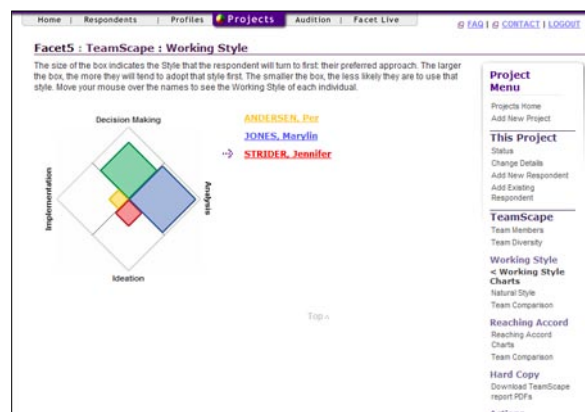 Home | Respondents | Profiles Projects Audition | Facet Live
FAQ | CONTACT | LOGOUT
Facet5 : TeamScape : Working Style
The size of the box indicates the Style that the respondent will turn to first: their preferred approach. The larger
the box, the more they will tend to adopt that style first. The smaller the box, the less likely they are to use that
style. Move your mouse over the names to see the Working Style of each individual.
Decision Making
Implementation
Analysis
Ideation
ANDERSEN, Per
JONES, Marylin
STRIDER, Jennifer
Top ^
Project
Menu
Projects Home
Add New Project
This Project
Status
Change Details
Add New Respondent
Add Existing
Respondent
TeamScape
Team Members
Team Diversity
Working Style
< Working Style
Charts
Natural Style
Team Comparison
Reaching Accord
Reaching Accord
Charts
Team Comparison
Hard Copy
Download TeamScape
report PDFs